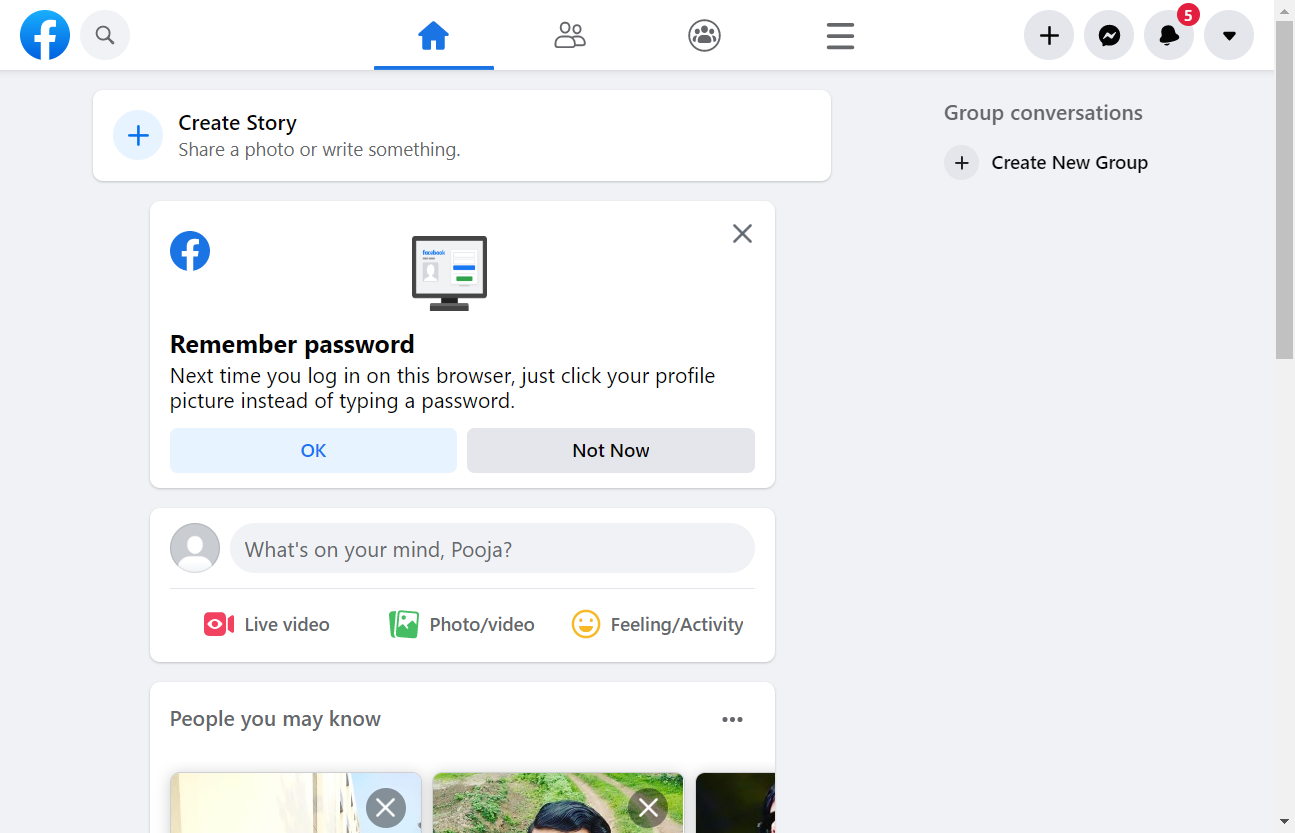 5
Create Story
Share a photo or write something.
Group conversations
Create New Group
facebook
Remember password
Next time you log in on this browser, just click your profile
picture instead of typing a password.
OK
Not Now
What's on your mind, Pooja?
Live video
Photo/video
Feeling/Activity
People you may know